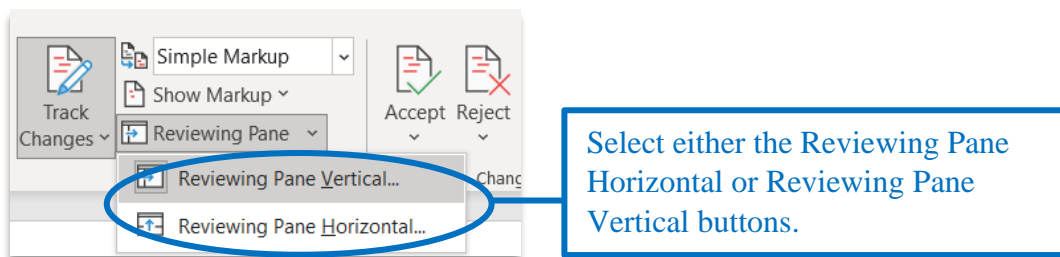 Simple Markup
Show Markup
Track
Changes
Reviewing Pane
Accept Reject
Reviewing Pane Vertical...
Chang
Reviewing Pane Horizontal...
Select either the Reviewing Pane
Horizontal or Reviewing Pane
Vertical buttons.